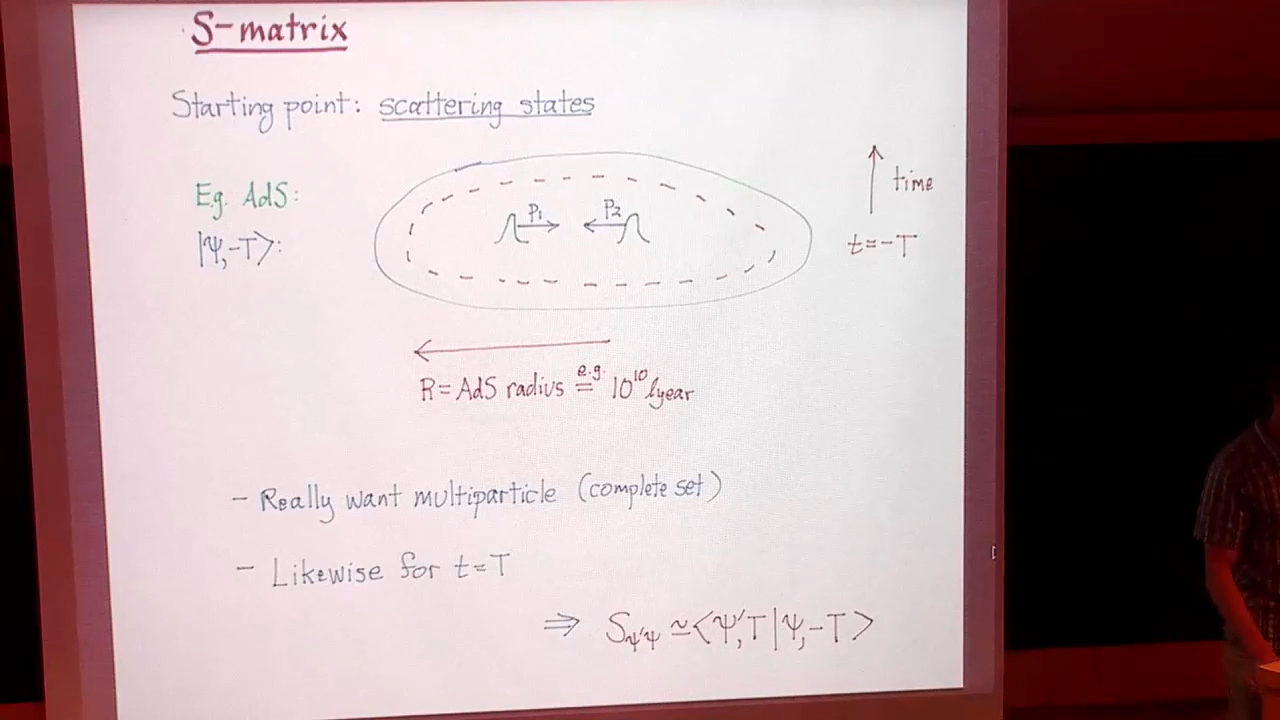 S-matrix
Starting point: scattering states
Eg. AdS:
|Ψ,-T⟩:
P1
P2
time
t=-T
R=AdS radius e.g. = 10^10 lyear
- Really want multiparticle (complete set)
- Likewise for t=T
⇒ S_Ψ'Ψ ≃ ⟨Ψ',T|Ψ,-T⟩